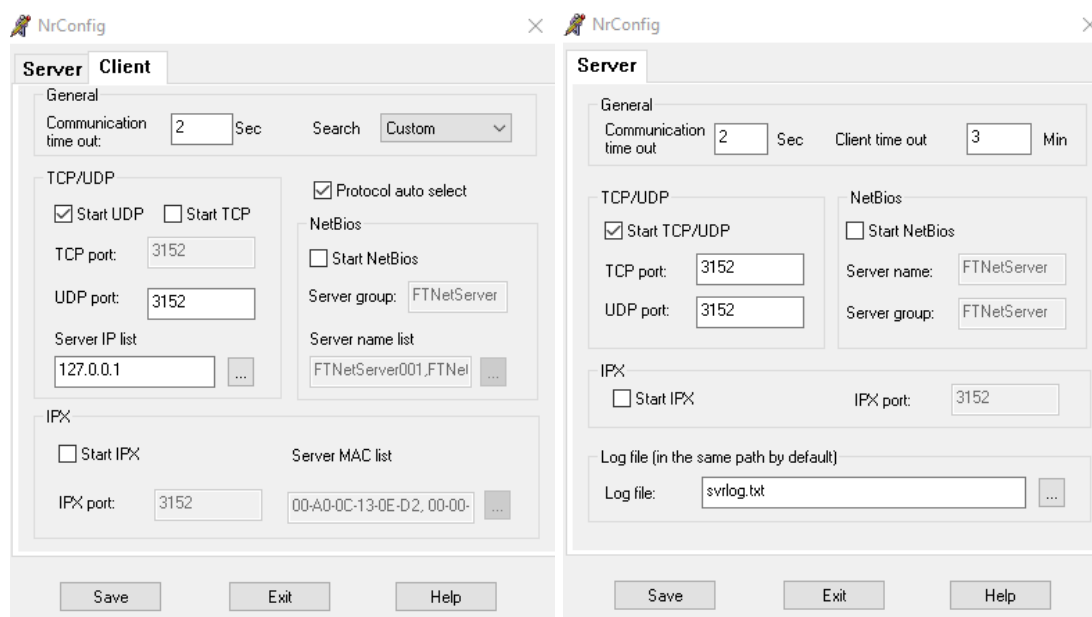 NrConfig
Server Client
General
Communication time out: 2 Sec Search Custom
TCP/UDP
Start UDP Start TCP
TCP port: 3152
UDP port: 3152
Server IP list
127.0.0.1 ...
Protocol auto select
NetBios
Start NetBios
Server group: FTNetServer
Server name list
FTNetServer001,FTNet ...
IPX
Start IPX Server MAC list
IPX port: 3152 00-A0-0C-13-0E-D2, 00-00- ...
Save Exit Help
NrConfig
Server
General
Communication time out 2 Sec Client time out 3 Min
TCP/UDP
Start TCP/UDP
TCP port: 3152
UDP port: 3152
NetBios
Start NetBios
Server name: FTNetServer
Server group: FTNetServer
IPX
Start IPX IPX port: 3152
Log file (in the same path by default)
Log file: svrlog.txt ...
Save Exit Help